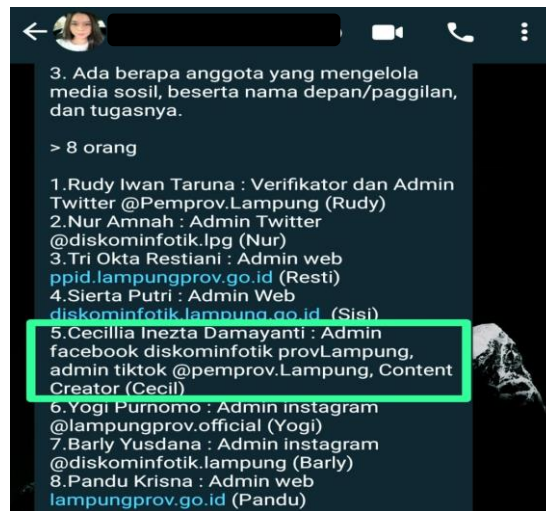 3. Ada berapa anggota yang mengelola
media sosil, beserta nama depan/paggilan,
dan tugasnya.
> 8 orang
1.Rudy Iwan Taruna : Verifikator dan Admin
Twitter @Pemprov.Lampung (Rudy)
2.Nur Amnah : Admin Twitter
@diskominfotik.lpg (Nur)
3.Tri Okta Restiani : Admin web
ppid.lampungprov.go.id (Resti)
4.Sierta Putri : Admin Web
diskominfotik.lampung.go.id (Sisi)
5.Cecillia Inezta Damayanti : Admin
facebook diskominfotik provLampung,
admin tiktok @pemprov.Lampung, Content
Creator (Cecil)
6.Yogi Purnomo : Admin instagram
@lampungprov.official (Yogi)
7.Barly Yusdana : Admin instagram
@diskominfotik.lampung (Barly)
8.Pandu Krisna : Admin web
lampungprov.go.id (Pandu)